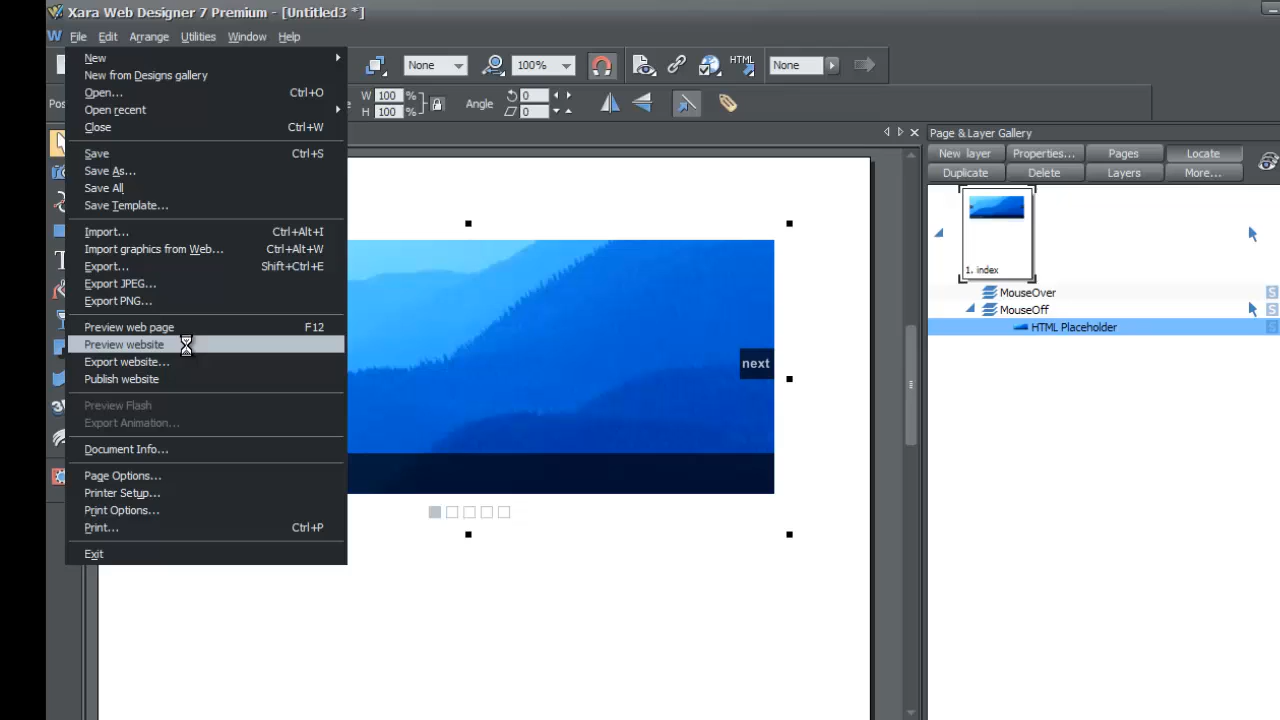 Xara Web Designer 7 Premium - [Untitled3 *]
File Edit Arrange Utilities Window Help
None 100% HTML None
W 100 %
H 100 %
Angle 0
0
New
New from Designs gallery
Open... Ctrl+O
Open recent
Close Ctrl+W
Save Ctrl+S
Save As...
Save All
Save Template...
Import... Ctrl+Alt+I
Import graphics from Web... Ctrl+Alt+W
Export... Shift+Ctrl+E
Export JPEG...
Export PNG...
Preview web page F12
Preview website
Export website...
Publish website
Preview Flash
Export Animation...
Document Info...
Page Options...
Printer Setup...
Print Options...
Print... Ctrl+P
Exit
next
Page & Layer Gallery
New layer Properties... Pages Locate
Duplicate Delete Layers More...
1. index
MouseOver S
MouseOff S
HTML Placeholder S